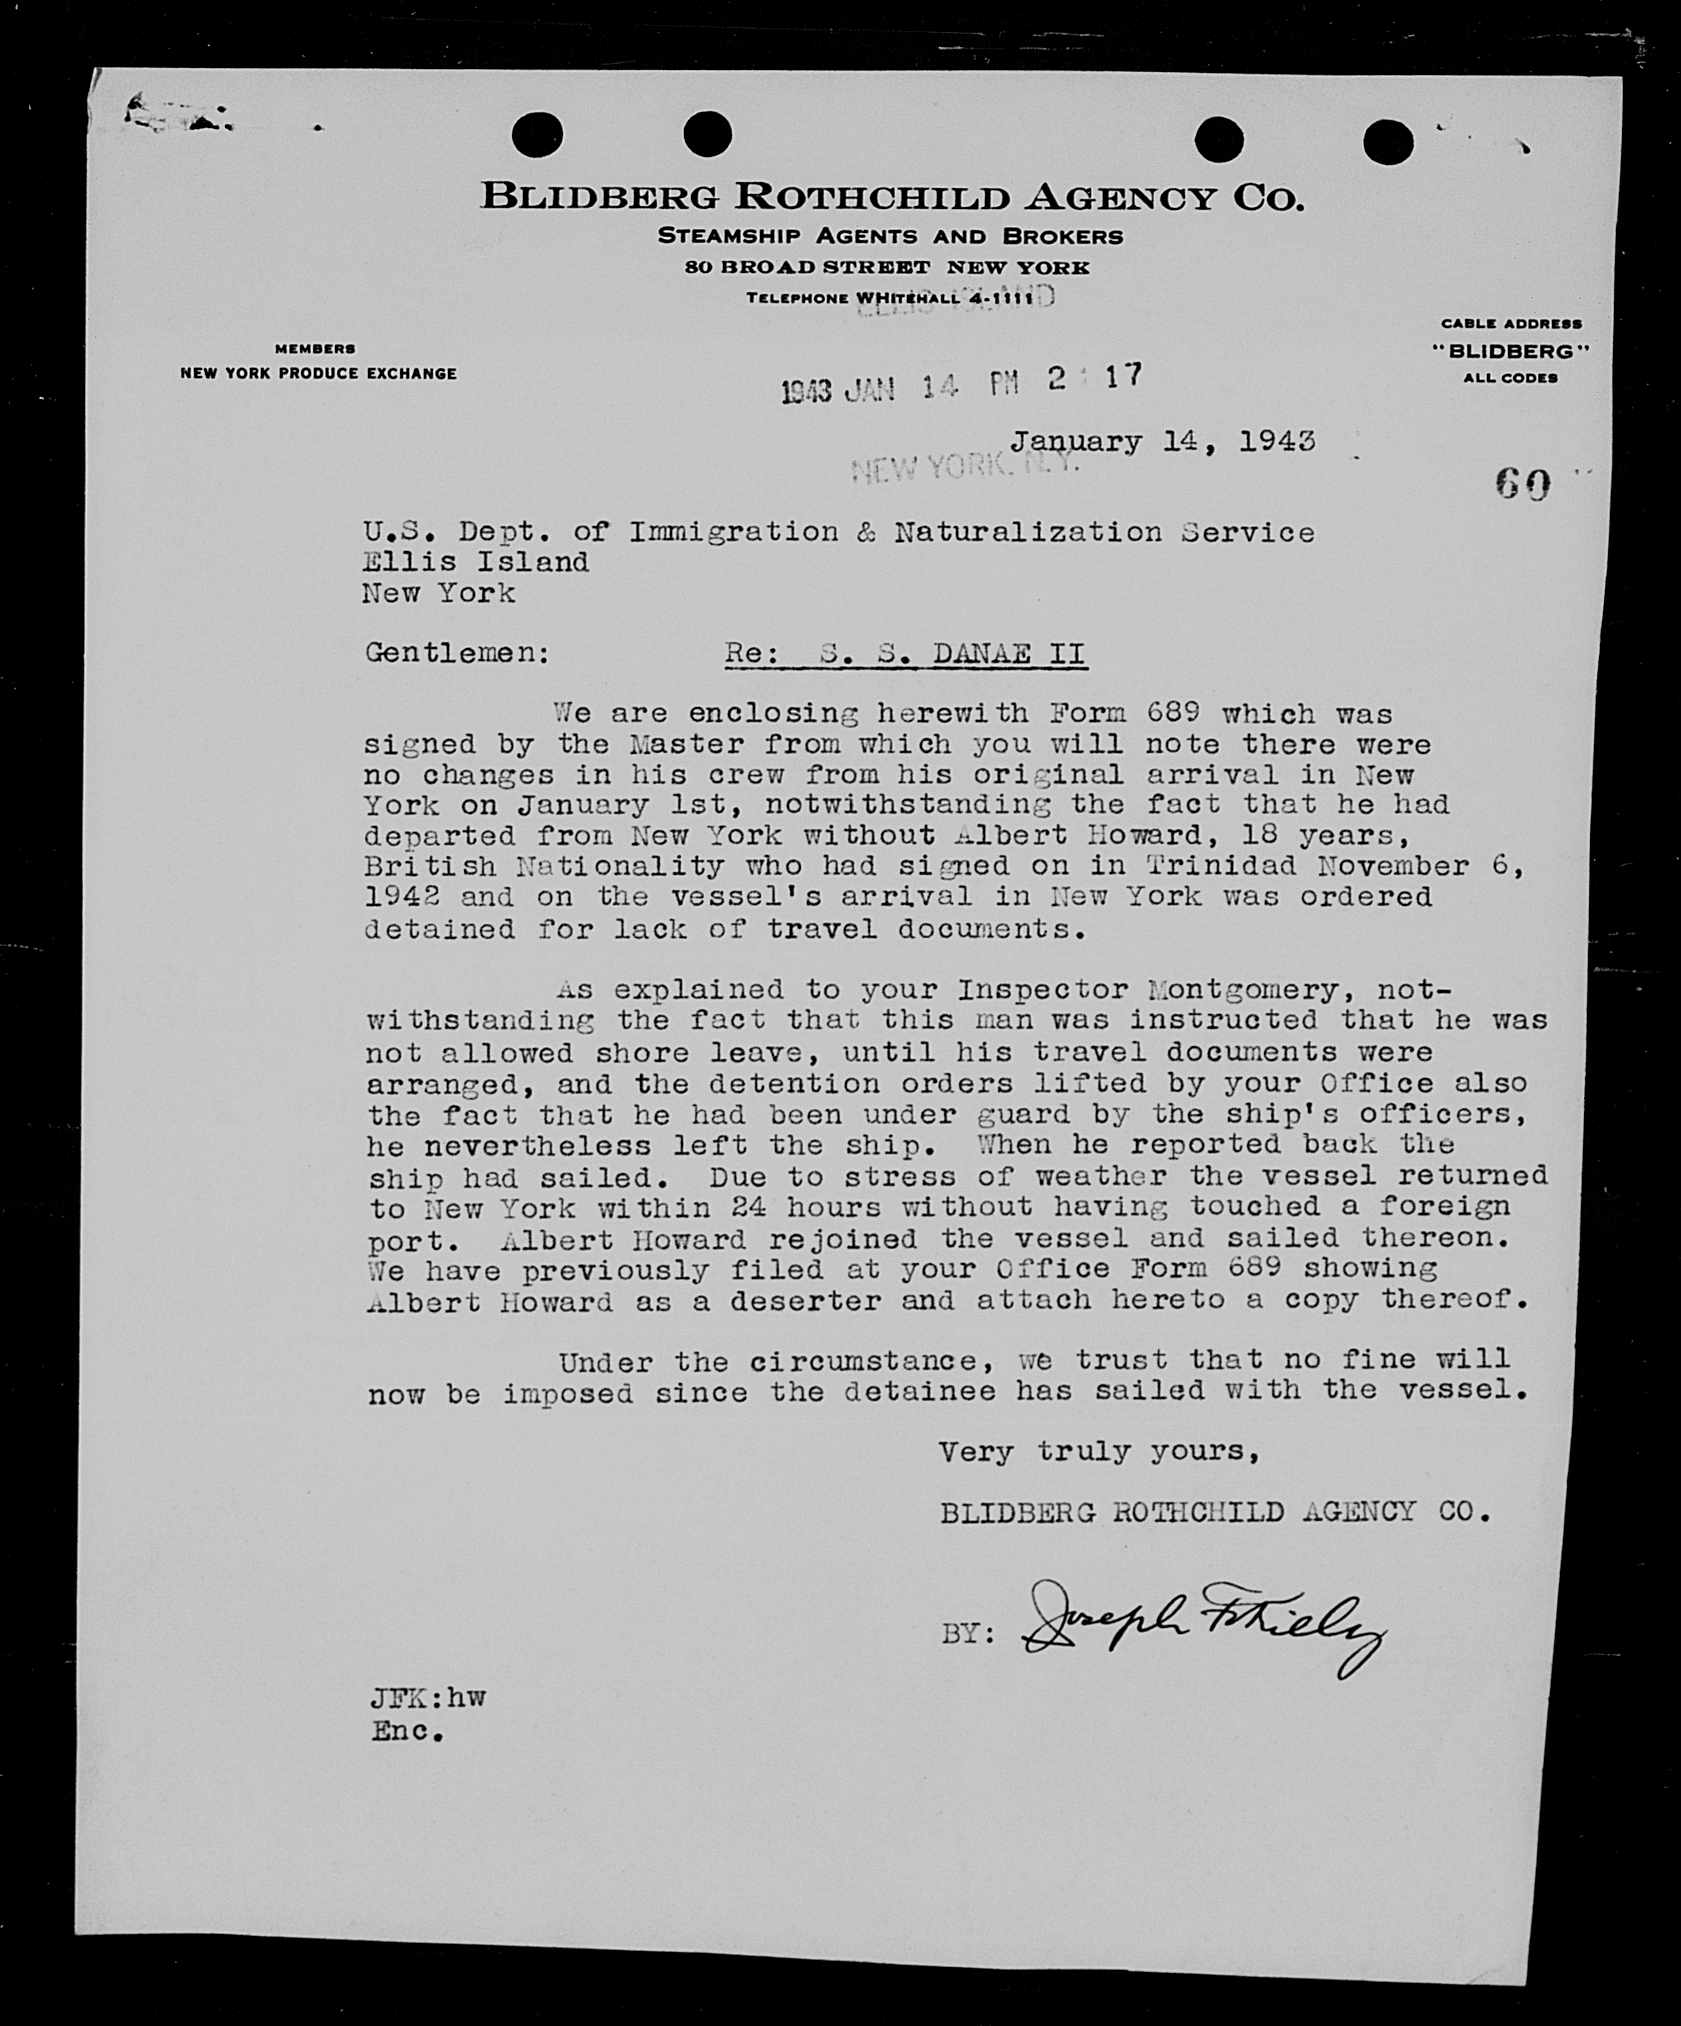 BLIDBERG ROTHCHILD AGENCY CO.
STEAMSHIP AGENTS AND BROKERS
80 BROAD STREET NEW YORK
TELEPHONE WHITEHALL 4-1111
ELLIS ISLAND
CABLE ADDRESS
"BLIDBERG"
ALL CODES
MEMBERS
NEW YORK PRODUCE EXCHANGE
1943 JAN 14 PM 2:17
January 14, 1943
NEW YORK. N.Y.
60
U.S. Dept. of Immigration & Naturalization Service
Ellis Island
New York
Gentlemen: Re: S. S. DANAE II
We are enclosing herewith Form 689 which was
signed by the Master from which you will note there were
no changes in his crew from his original arrival in New
York on January 1st, notwithstanding the fact that he had
departed from New York without Albert Howard, 18 years,
British Nationality who had signed on in Trinidad November 6,
1942 and on the vessel's arrival in New York was ordered
detained for lack of travel documents.
As explained to your Inspector Montgomery, not-
withstanding the fact that this man was instructed that he was
not allowed shore leave, until his travel documents were
arranged, and the detention orders lifted by your Office also
the fact that he had been under guard by the ship's officers,
he nevertheless left the ship. When he reported back the
ship had sailed. Due to stress of weather the vessel returned
to New York within 24 hours without having touched a foreign
port. Albert Howard rejoined the vessel and sailed thereon.
We have previously filed at your Office Form 689 showing
Albert Howard as a deserter and attach hereto a copy thereof.
Under the circumstance, we trust that no fine will
now be imposed since the detainee has sailed with the vessel.
Very truly yours,
BLIDBERG ROTHCHILD AGENCY CO.
BY: Joseph F Kiely
JFK:hw
Enc.